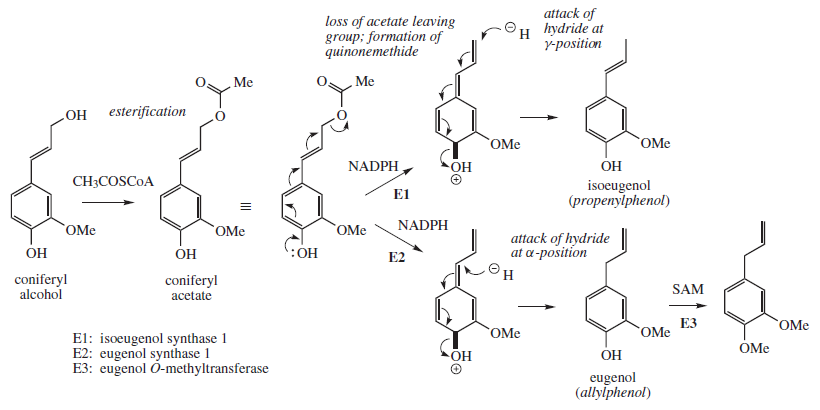 loss of acetate leaving
group; formation of
quinonemethide
attack of
hydride at
γ-position
⊖
H
O
Me
O
OH
esterification
CH3COSCoA
OMe
OH
coniferyl
alcohol
O
Me
O
OMe
OH
coniferyl
acetate
≡
OMe
:OH
NADPH
E1
OMe
OH
⊕
OMe
OH
isoeugenol
(propenylphenol)
NADPH
E2
attack of hydride
at α-position
⊖
H
OMe
OH
⊕
OMe
OH
eugenol
(allylphenol)
SAM
E3
OMe
OMe
E1: isoeugenol synthase 1
E2: eugenol synthase 1
E3: eugenol O-methyltransferase